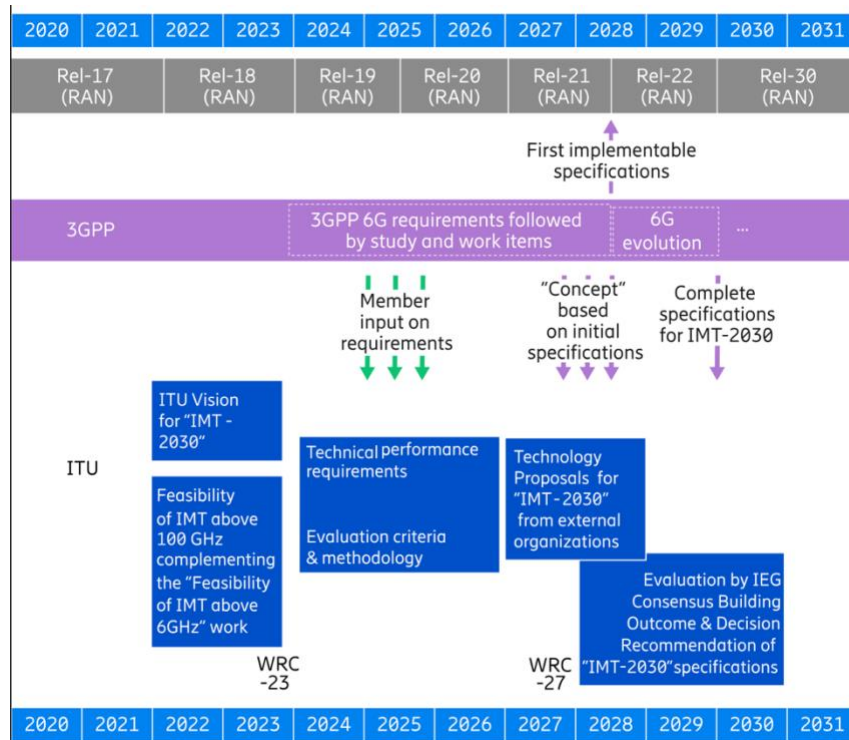 2020 2021 2022 2023 2024 2025 2026 2027 2028 2029 2030 2031
Rel-17 (RAN)
Rel-18 (RAN)
Rel-19 (RAN)
Rel-20 (RAN)
Rel-21 (RAN)
Rel-22 (RAN)
Rel-30 (RAN)
First implementable
specifications
3GPP
3GPP 6G requirements followed
by study and work items
6G
evolution
...
Member
input on
requirements
"Concept"
based
on initial
specifications
Complete
specifications
for IMT-2030
ITU
ITU Vision
for "IMT -
2030"
Feasibility
of IMT above
100 GHz
complementing
the "Feasibility
of IMT above
6GHz" work
Technical performance
requirements
Evaluation criteria
& methodology
Technology
Proposals for
"IMT-2030"
from external
organizations
Evaluation by IEG
Consensus Building
Outcome & Decision
Recommendation of
"IMT-2030"specifications
WRC
-23
WRC
-27
2020 2021 2022 2023 2024 2025 2026 2027 2028 2029 2030 2031